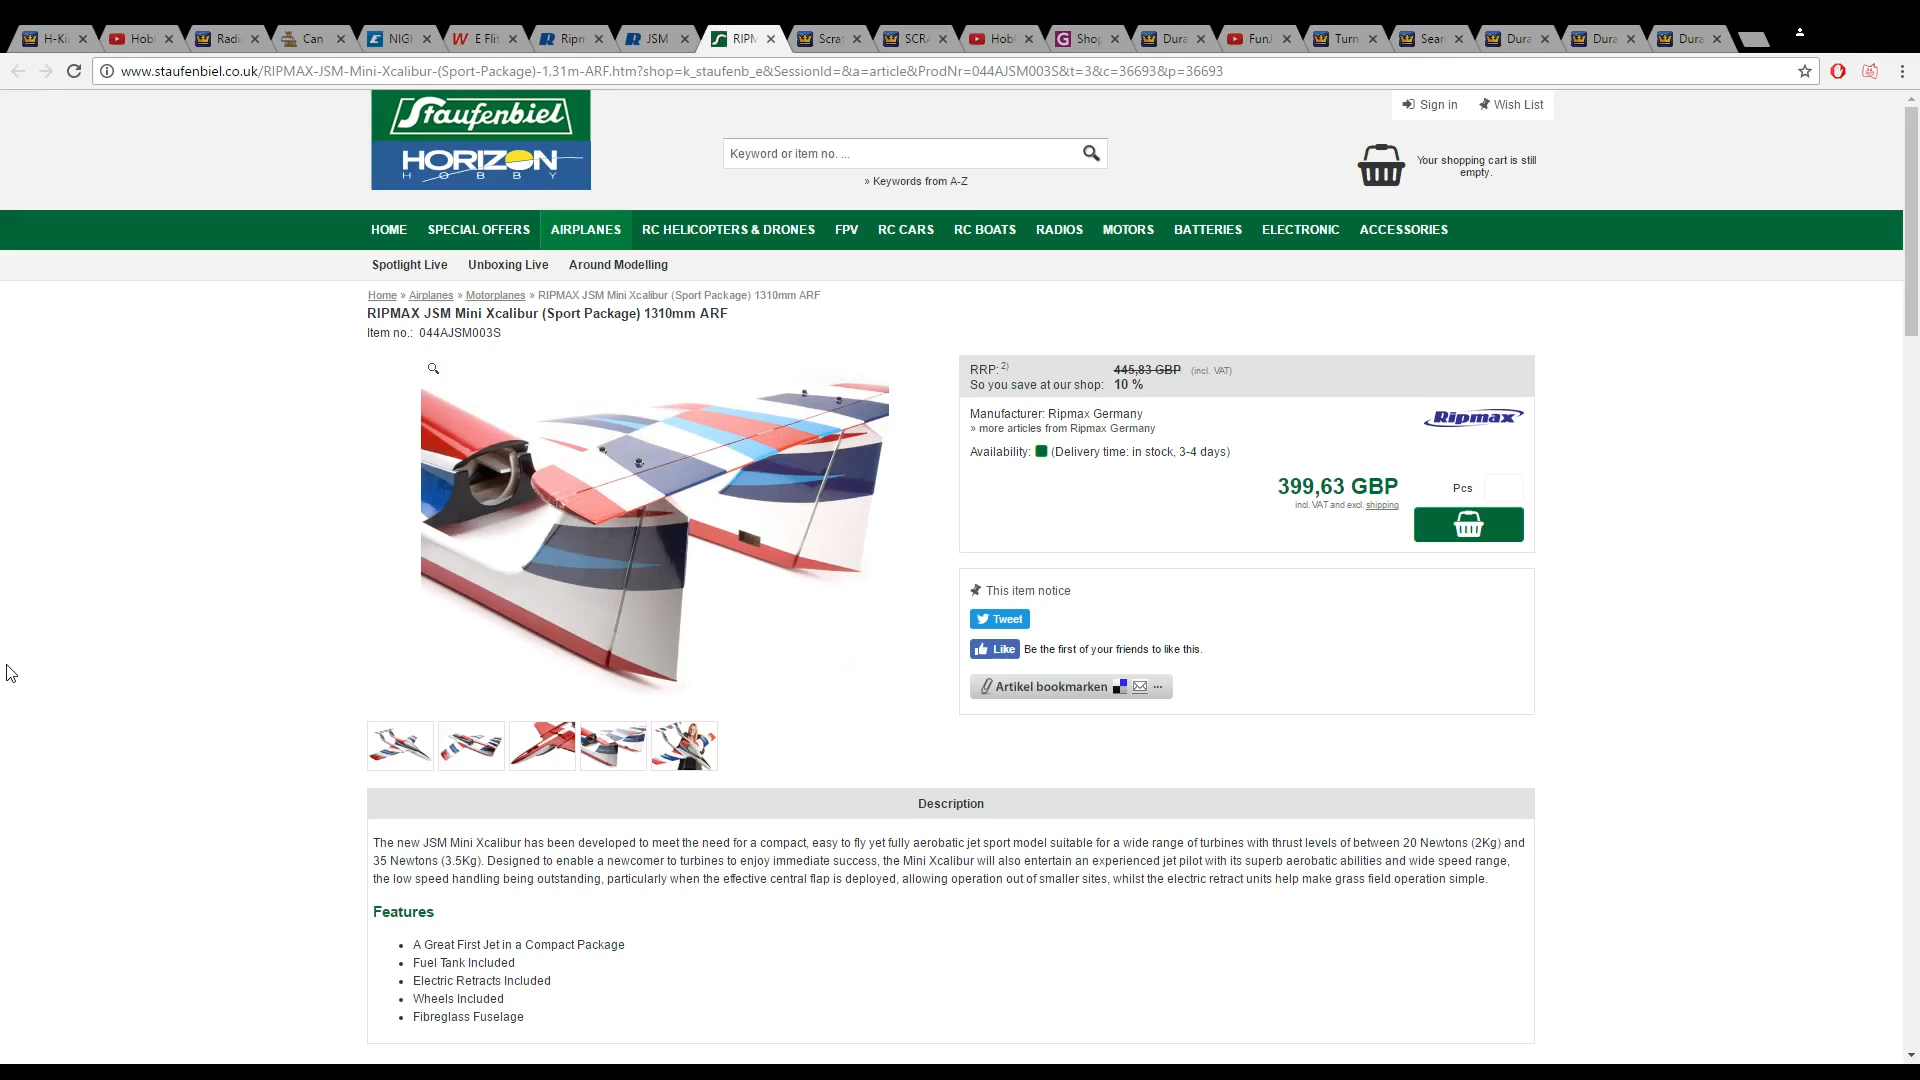 H-Ki
Hobl
Radi
Can
NIGH
E Flit
Ripm
JSM
RIPM
Scrat
SCRA
Hobl
Shop
Dura
FunJ
Turn
Sear
Dura
Dura
Dura
www.staufenbiel.co.uk/RIPMAX-JSM-Mini-Xcalibur-(Sport-Package)-1,31m-ARF.htm?shop=k_staufenb_e&SessionId=&a=article&ProdNr=044AJSM003S&t=3&c=36693&p=36693
Staufenbiel
HORIZON
HOBBY
Keyword or item no. ...
» Keywords from A-Z
Sign in Wish List
Your shopping cart is still
empty.
HOME SPECIAL OFFERS AIRPLANES RC HELICOPTERS & DRONES FPV RC CARS RC BOATS RADIOS MOTORS BATTERIES ELECTRONIC ACCESSORIES
Spotlight Live Unboxing Live Around Modelling
Home » Airplanes » Motorplanes » RIPMAX JSM Mini Xcalibur (Sport Package) 1310mm ARF
RIPMAX JSM Mini Xcalibur (Sport Package) 1310mm ARF
Item no.: 044AJSM003S
RRP: 2) 445,83 GBP (incl. VAT)
So you save at our shop: 10 %
Manufacturer: Ripmax Germany
» more articles from Ripmax Germany
Ripmax
Availability: (Delivery time: in stock, 3-4 days)
399,63 GBP
incl. VAT and excl. shipping
Pcs
This item notice
Tweet
Like Be the first of your friends to like this.
Artikel bookmarken ...
Description
The new JSM Mini Xcalibur has been developed to meet the need for a compact, easy to fly yet fully aerobatic jet sport model suitable for a wide range of turbines with thrust levels of between 20 Newtons (2Kg) and
35 Newtons (3.5Kg). Designed to enable a newcomer to turbines to enjoy immediate success, the Mini Xcalibur will also entertain an experienced jet pilot with its superb aerobatic abilities and wide speed range,
the low speed handling being outstanding, particularly when the effective central flap is deployed, allowing operation out of smaller sites, whilst the electric retract units help make grass field operation simple.
Features
• A Great First Jet in a Compact Package
• Fuel Tank Included
• Electric Retracts Included
• Wheels Included
• Fibreglass Fuselage